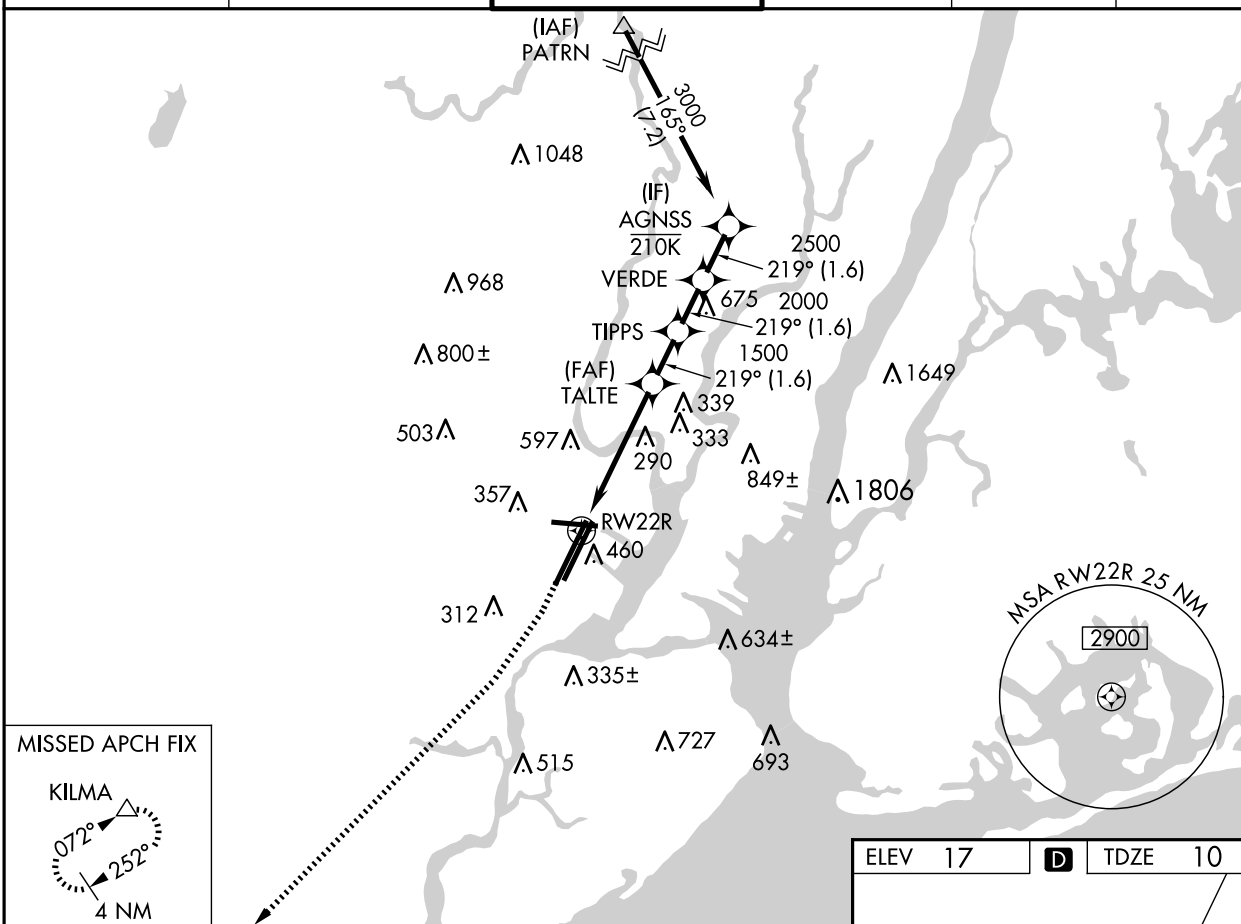 (IAF)
PATRN
3000
165°
(7.2)
1048
(IF)
AGNSS
210K
2500
219° (1.6)
968
VERDE
675
2000
219° (1.6)
TIPPS
1500
219° (1.6)
800±
(FAF)
TALTE
1649
339
503
597
333
290
849±
357
1806
RW22R
460
312
634±
335±
MSA RW22R 25 NM
2900
727
693
515
MISSED APCH FIX
KILMA
072°
252°
4 NM
ELEV 17
D
TDZE 10